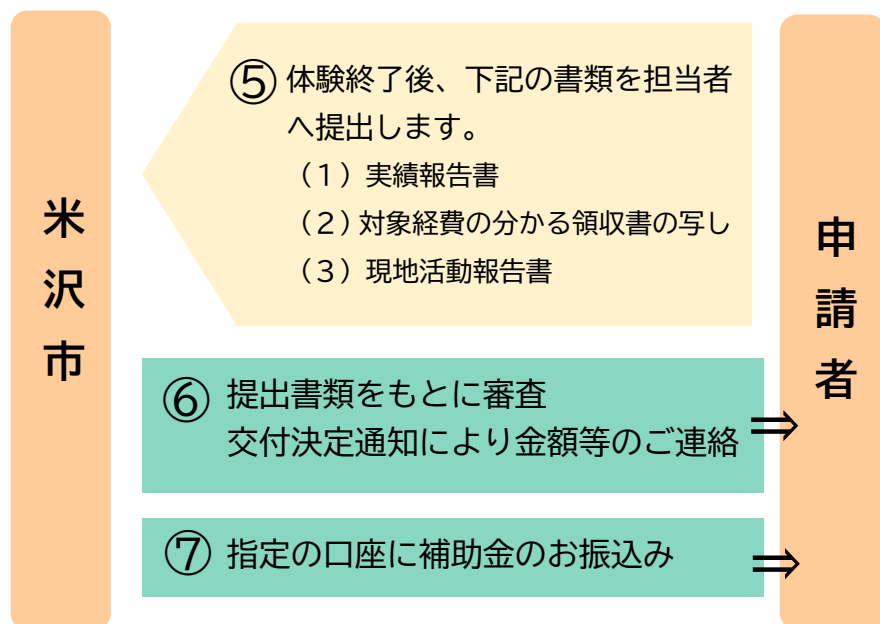 米沢市
⑤ 体験終了後、下記の書類を担当者
へ提出します。
（１）実績報告書
（２）対象経費の分かる領収書の写し
（３）現地活動報告書
⑥ 提出書類をもとに審査
交付決定通知により金額等のご連絡
⇒
⑦ 指定の口座に補助金のお振込み
⇒
申請者